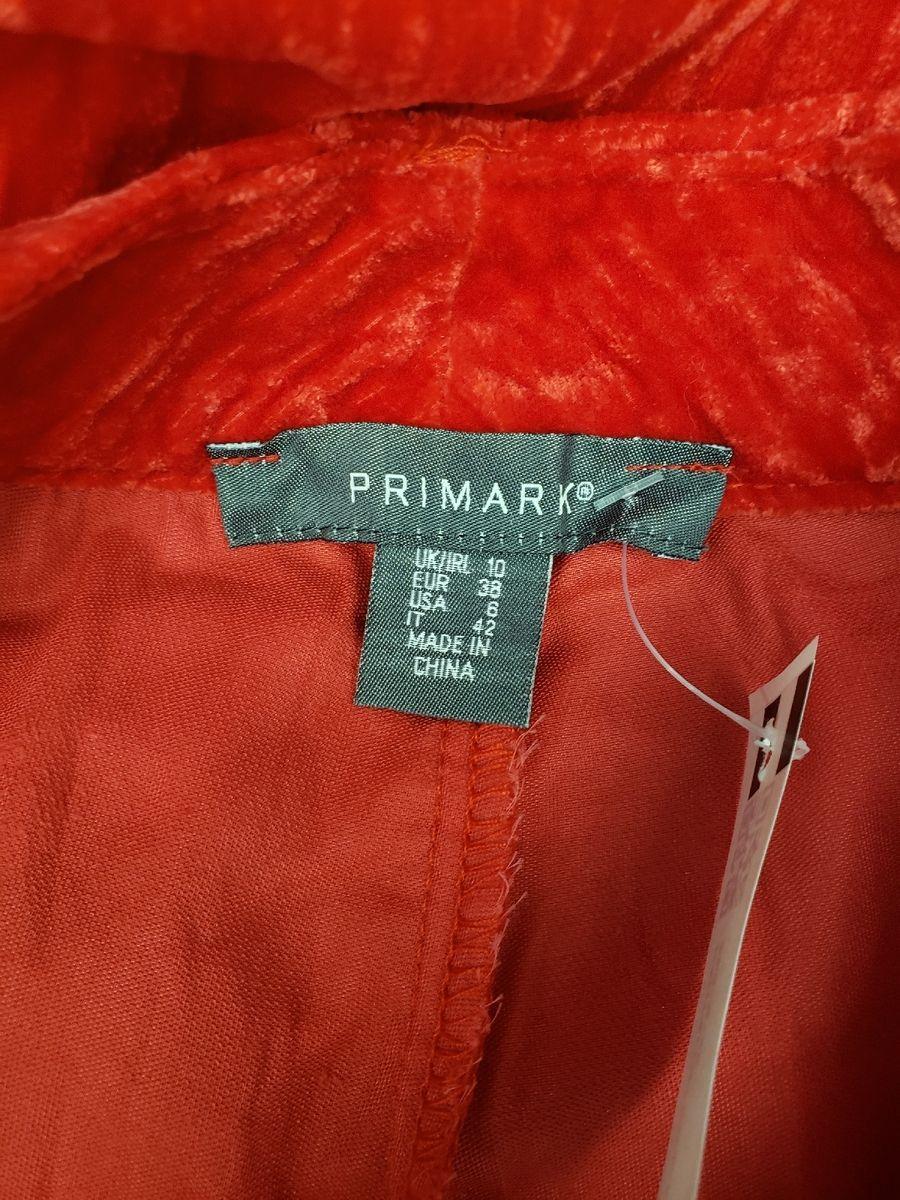 PRIMARK®
UK/IRL 10
EUR 38
USA 6
IT 42
MADE IN
CHINA